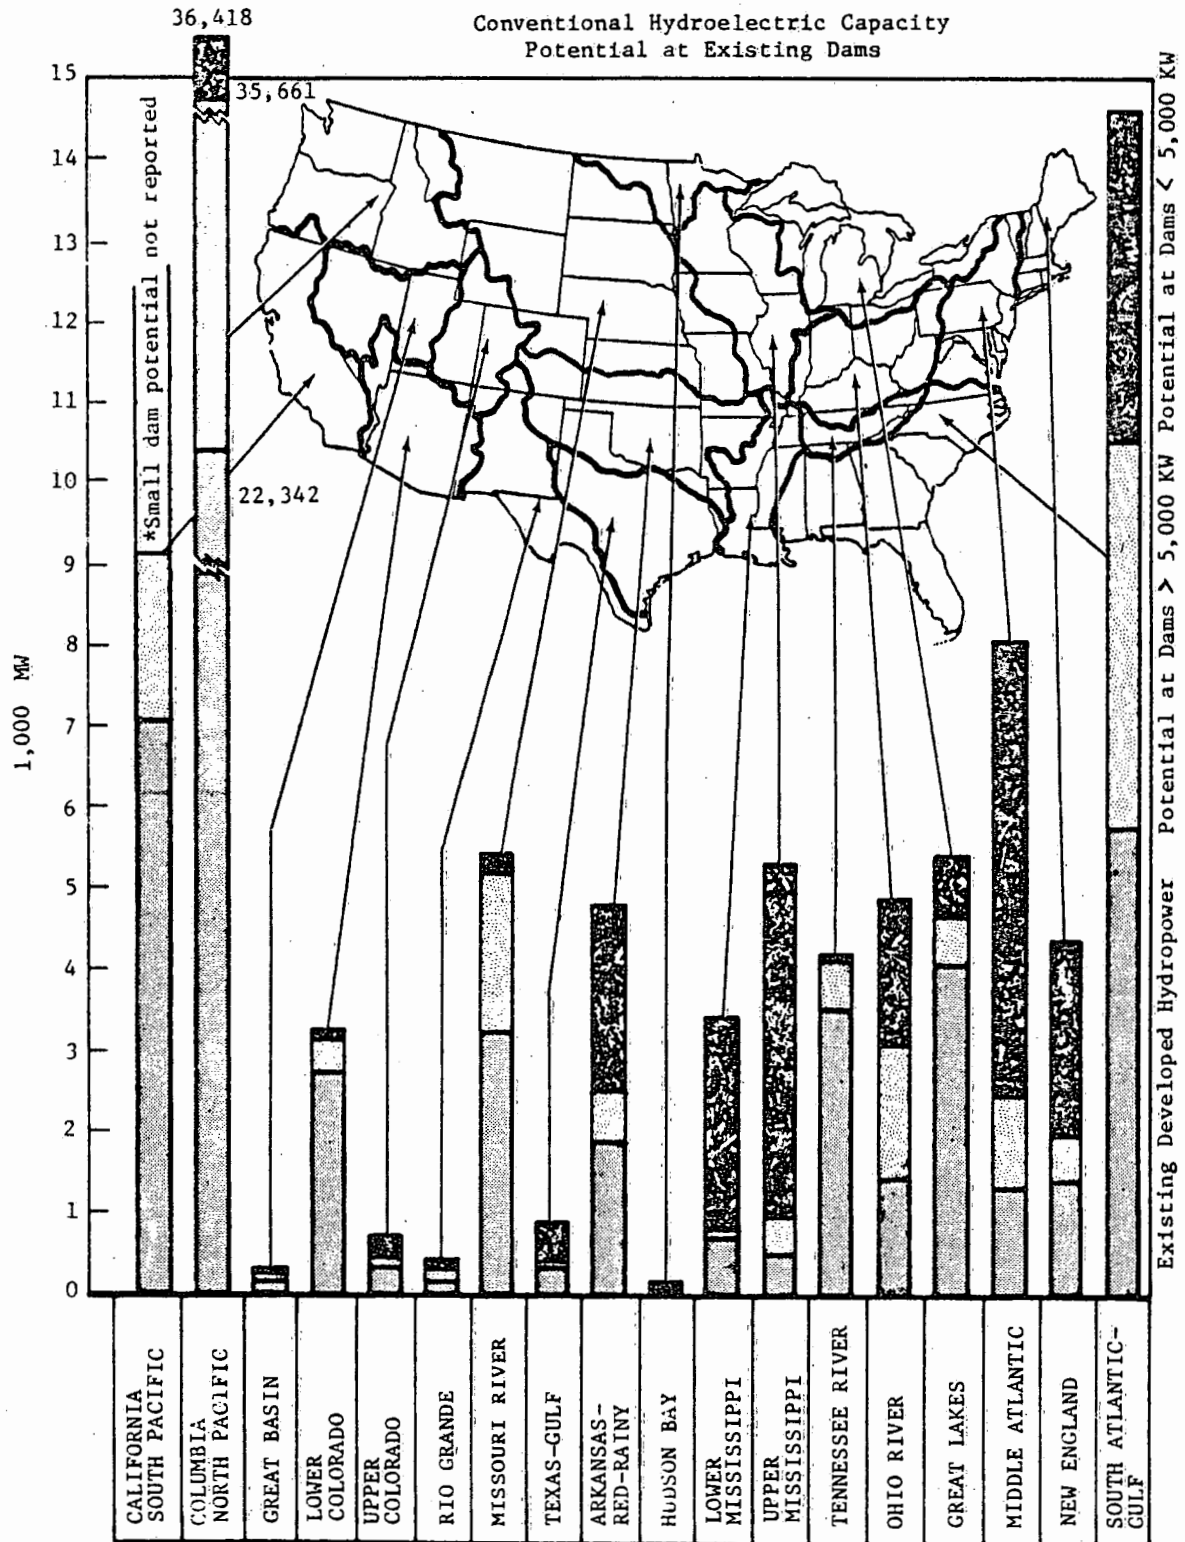 36,418
Conventional Hydroelectric Capacity
Potential at Existing Dams
35,661
22,342
15
14
13
12
11
10
9
8
7
6
5
4
3
2
1
0
1,000 MW
*Small dam potential not reported
Existing Developed Hydropower Potential at Dams > 5,000 KW Potential at Dams < 5,000 KW
CALIFORNIA
SOUTH PACIFIC
COLUMBIA
NORTH PACIFIC
GREAT BASIN
LOWER
COLORADO
UPPER
COLORADO
RIO GRANDE
MISSOURI RIVER
TEXAS-GULF
ARKANSAS-
RED-RAINY
HUDSON BAY
LOWER
MISSISSIPPI
UPPER
MISSISSIPPI
TENNESSEE RIVER
OHIO RIVER
GREAT LAKES
MIDDLE ATLANTIC
NEW ENGLAND
SOUTH ATLANTIC-
GULF